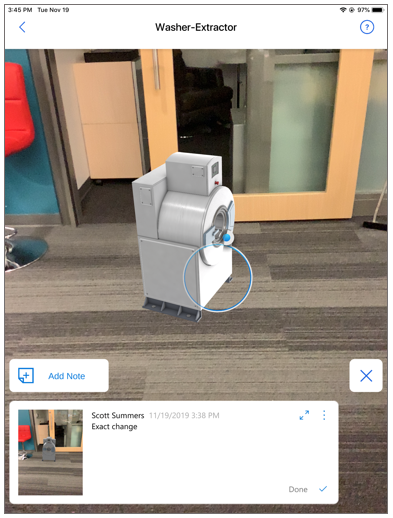 3:45 PM Tue Nov 19
97%
Washer-Extractor
?
Add Note
Scott Summers 11/19/2019 3:38 PM
Exact change
Done